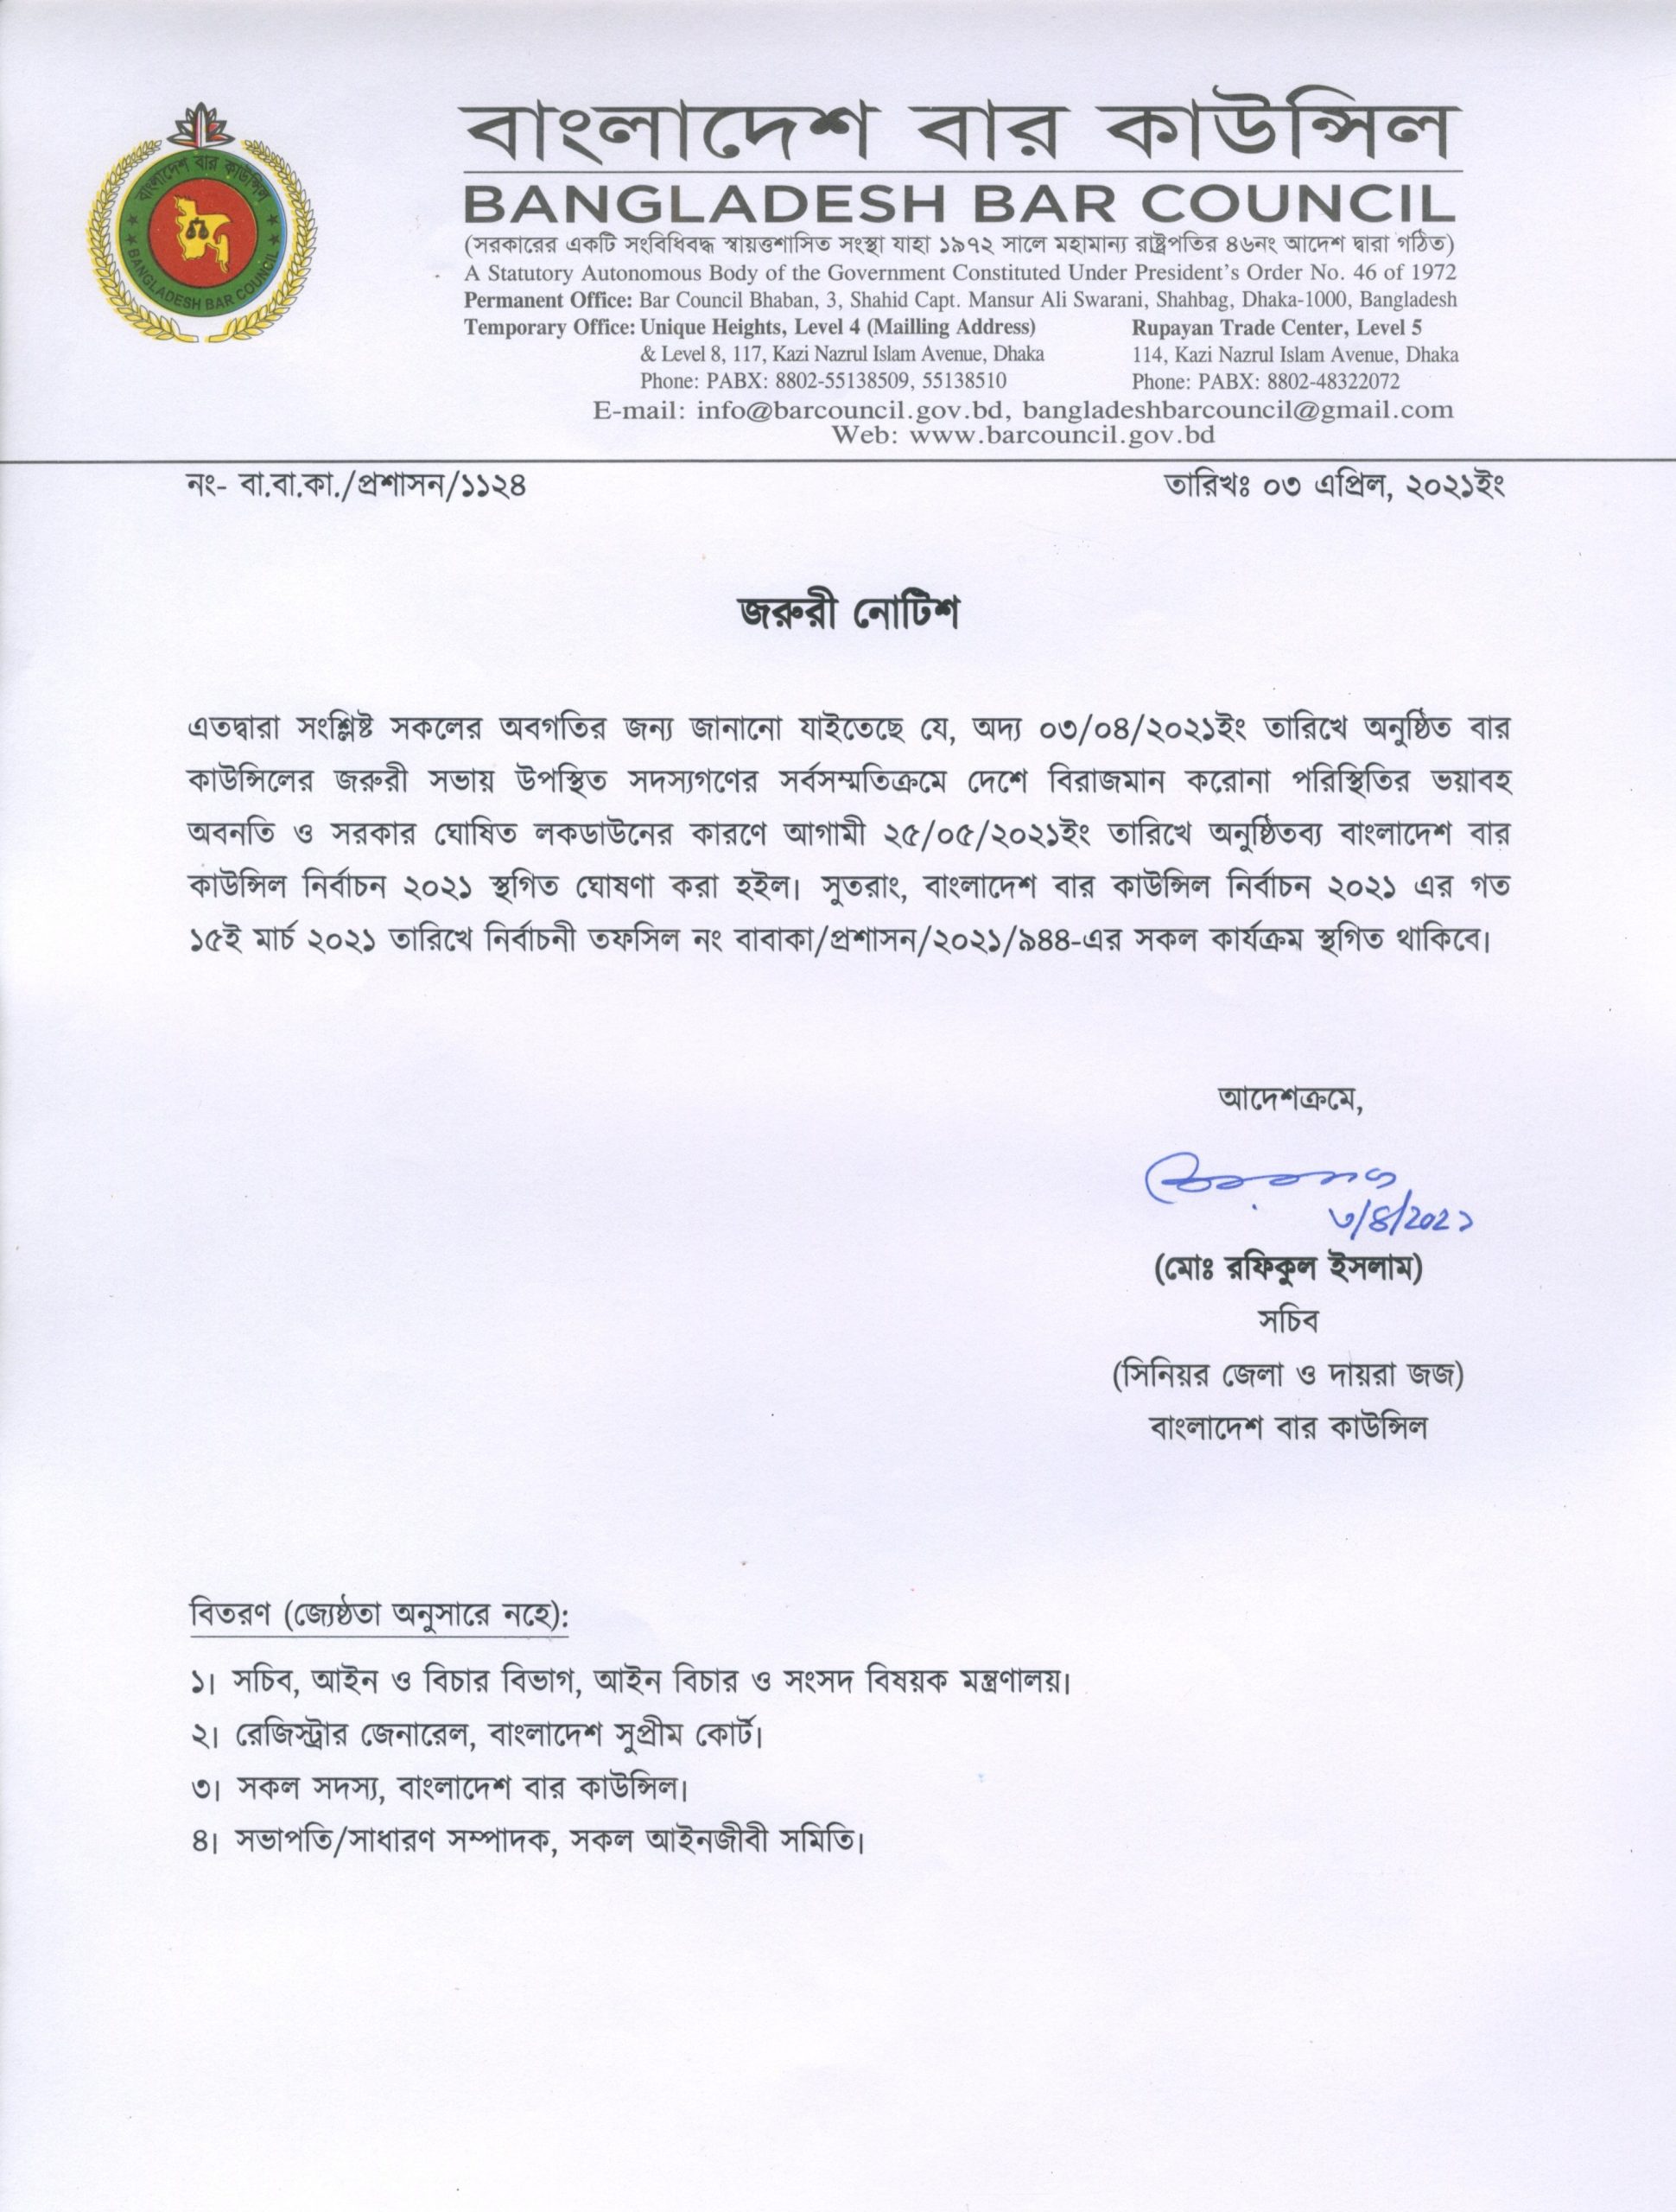 বাংলাদেশ বার কাউন্সিল
BANGLADESH BAR COUNCIL
বাংলাদেশ বার কাউন্সিল
BANGLADESH BAR COUNCIL
(সরকারের একটি সংবিধিবদ্ধ স্বায়ত্তশাসিত সংস্থা যাহা ১৯৭২ সালে মহামান্য রাষ্ট্রপতির ৪৬নং আদেশ দ্বারা গঠিত)
A Statutory Autonomous Body of the Government Constituted Under President's Order No. 46 of 1972
Permanent Office: Bar Council Bhaban, 3, Shahid Capt. Mansur Ali Swarani, Shahbag, Dhaka-1000, Bangladesh
Temporary Office: Unique Heights, Level 4 (Mailling Address) Rupayan Trade Center, Level 5
& Level 8, 117, Kazi Nazrul Islam Avenue, Dhaka 114, Kazi Nazrul Islam Avenue, Dhaka
Phone: PABX: 8802-55138509, 55138510 Phone: PABX: 8802-48322072
E-mail: info@barcouncil.gov.bd, bangladeshbarcouncil@gmail.com
Web: www.barcouncil.gov.bd
নং- বা.বা.কা./প্রশাসন/১১২৪ তারিখঃ ০৩ এপ্রিল, ২০২১ইং
জরুরী নোটিশ
এতদ্বারা সংশ্লিষ্ট সকলের অবগতির জন্য জানানো যাইতেছে যে, অদ্য ০৩/০৪/২০২১ইং তারিখে অনুষ্ঠিত বার
কাউন্সিলের জরুরী সভায় উপস্থিত সদস্যগণের সর্বসম্মতিক্রমে দেশে বিরাজমান করোনা পরিস্থিতির ভয়াবহ
অবনতি ও সরকার ঘোষিত লকডাউনের কারণে আগামী ২৫/০৫/২০২১ইং তারিখে অনুষ্ঠিতব্য বাংলাদেশ বার
কাউন্সিল নির্বাচন ২০২১ স্থগিত ঘোষণা করা হইল। সুতরাং, বাংলাদেশ বার কাউন্সিল নির্বাচন ২০২১ এর গত
১৫ই মার্চ ২০২১ তারিখে নির্বাচনী তফসিল নং বাবাকা/প্রশাসন/২০২১/৯৪৪-এর সকল কার্যক্রম স্থগিত থাকিবে।
আদেশক্রমে,
৩/৪/২০২১
(মোঃ রফিকুল ইসলাম)
সচিব
(সিনিয়র জেলা ও দায়রা জজ)
বাংলাদেশ বার কাউন্সিল
বিতরণ (জ্যেষ্ঠতা অনুসারে নহে):
১। সচিব, আইন ও বিচার বিভাগ, আইন বিচার ও সংসদ বিষয়ক মন্ত্রণালয়।
২। রেজিস্ট্রার জেনারেল, বাংলাদেশ সুপ্রীম কোর্ট।
৩। সকল সদস্য, বাংলাদেশ বার কাউন্সিল।
৪। সভাপতি/সাধারণ সম্পাদক, সকল আইনজীবী সমিতি।